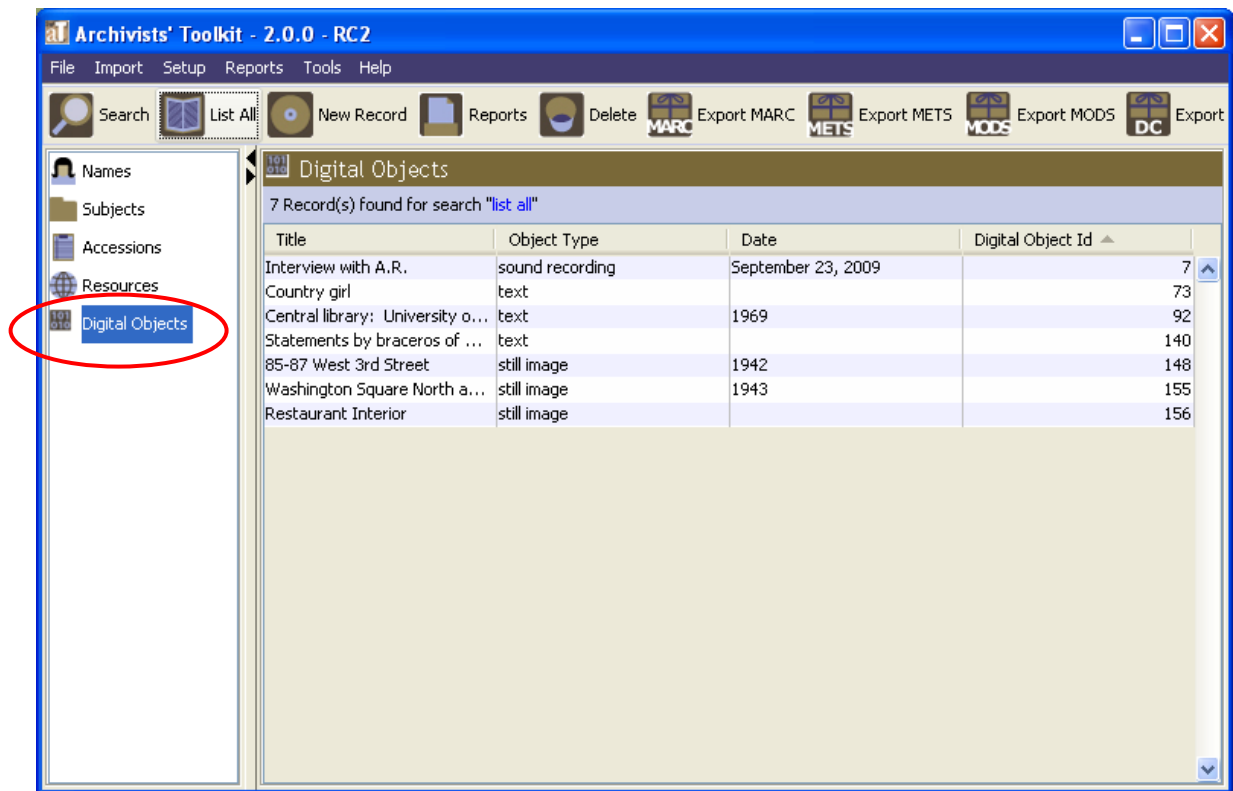 Archivists' Toolkit - 2.0.0 - RC2
File Import Setup Reports Tools Help
Search List All New Record Reports Delete MARC Export MARC METS Export METS MODS Export MODS DC Export
Names
Subjects
Accessions
Resources
Digital Objects
101 010 Digital Objects
7 Record(s) found for search "list all"
Title Object Type Date Digital Object Id
Interview with A.R. sound recording September 23, 2009 7
Country girl text 73
Central library: University o... text 1969 92
Statements by braceros of ... text 140
85-87 West 3rd Street still image 1942 148
Washington Square North a... still image 1943 155
Restaurant Interior still image 156